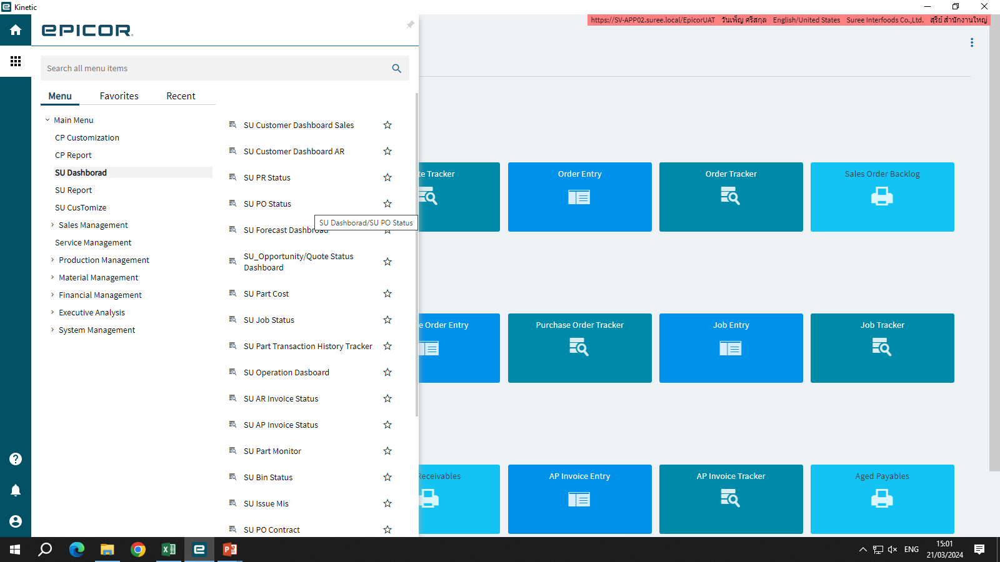 Kinetic
https://SV-APP02.suree.local/EpicorUAT วันเพ็ญ ศรีสกุล English/United States Suree Interfoods Co.,Ltd. สุรีย์ สำนักงานใหญ่
EPICOR
Search all menu items
Menu Favorites Recent
Main Menu
CP Customization
CP Report
SU Dashborad
SU Report
SU CusTomize
Sales Management
Service Management
Production Management
Material Management
Financial Management
Executive Analysis
System Management
SU Customer Dashboard Sales
SU Customer Dashboard AR
SU PR Status
SU PO Status
SU Dashborad/SU PO Status
SU Forecast Dashbroad
SU_Opportunity/Quote Status
Dashboard
SU Part Cost
SU Job Status
SU Part Transaction History Tracker
SU Operation Dasboard
SU AR Invoice Status
SU AP Invoice Status
SU Part Monitor
SU Bin Status
SU Issue Mis
SU PO Contract
te Tracker
Order Entry
Order Tracker
Sales Order Backlog
e Order Entry
Purchase Order Tracker
Job Entry
Job Tracker
Receivables
AP Invoice Entry
AP Invoice Tracker
Aged Payables
ENG
15:01
21/03/2024